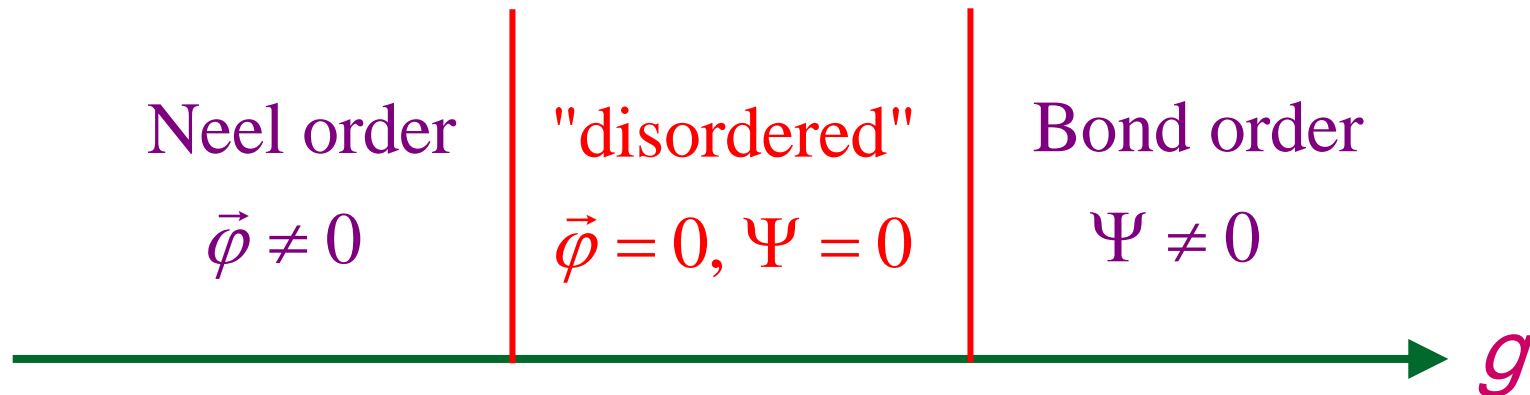 Neel order "disordered" Bond order
φ⃗ ≠ 0 φ⃗ = 0, Ψ = 0 Ψ ≠ 0
g